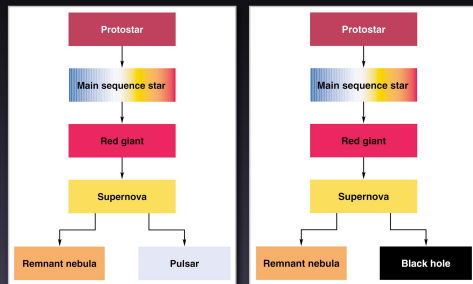 Protostar
Main sequence star
Red giant
Supernova
Remnant nebula
Pulsar
Protostar
Main sequence star
Red giant
Supernova
Remnant nebula
Black hole